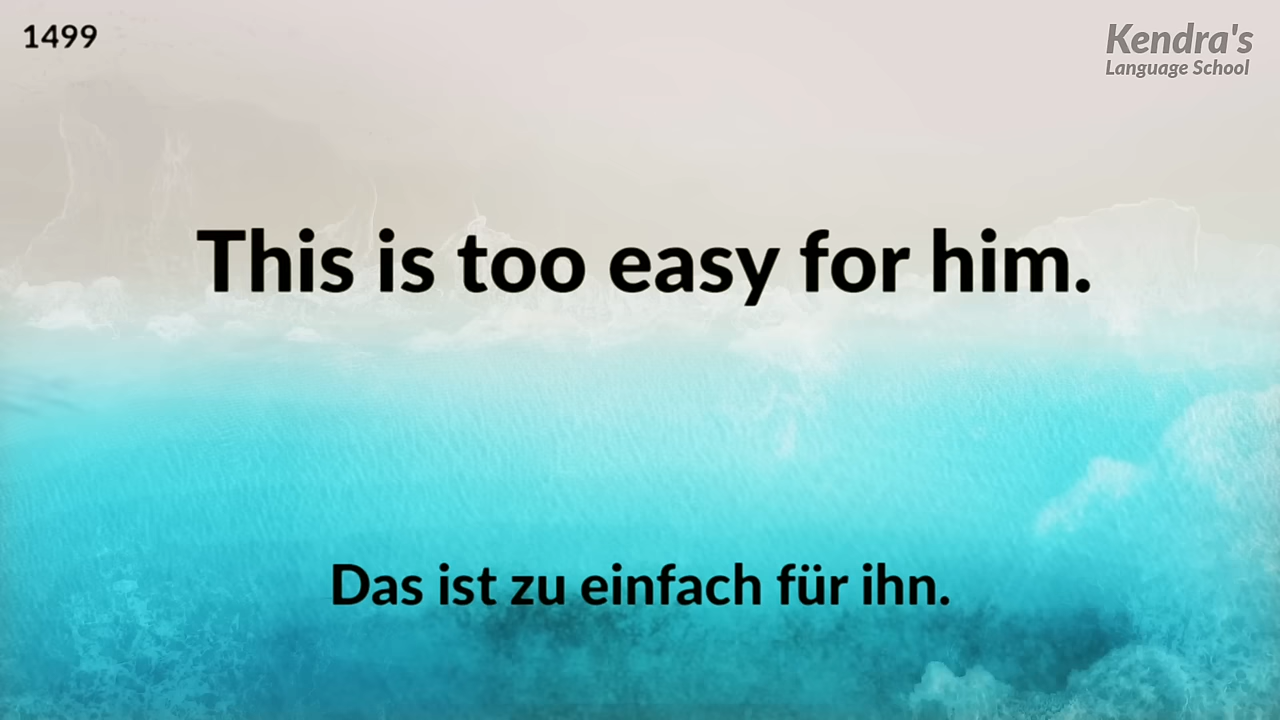 1499
Kendra's
Language School
This is too easy for him.
Das ist zu einfach für ihn.